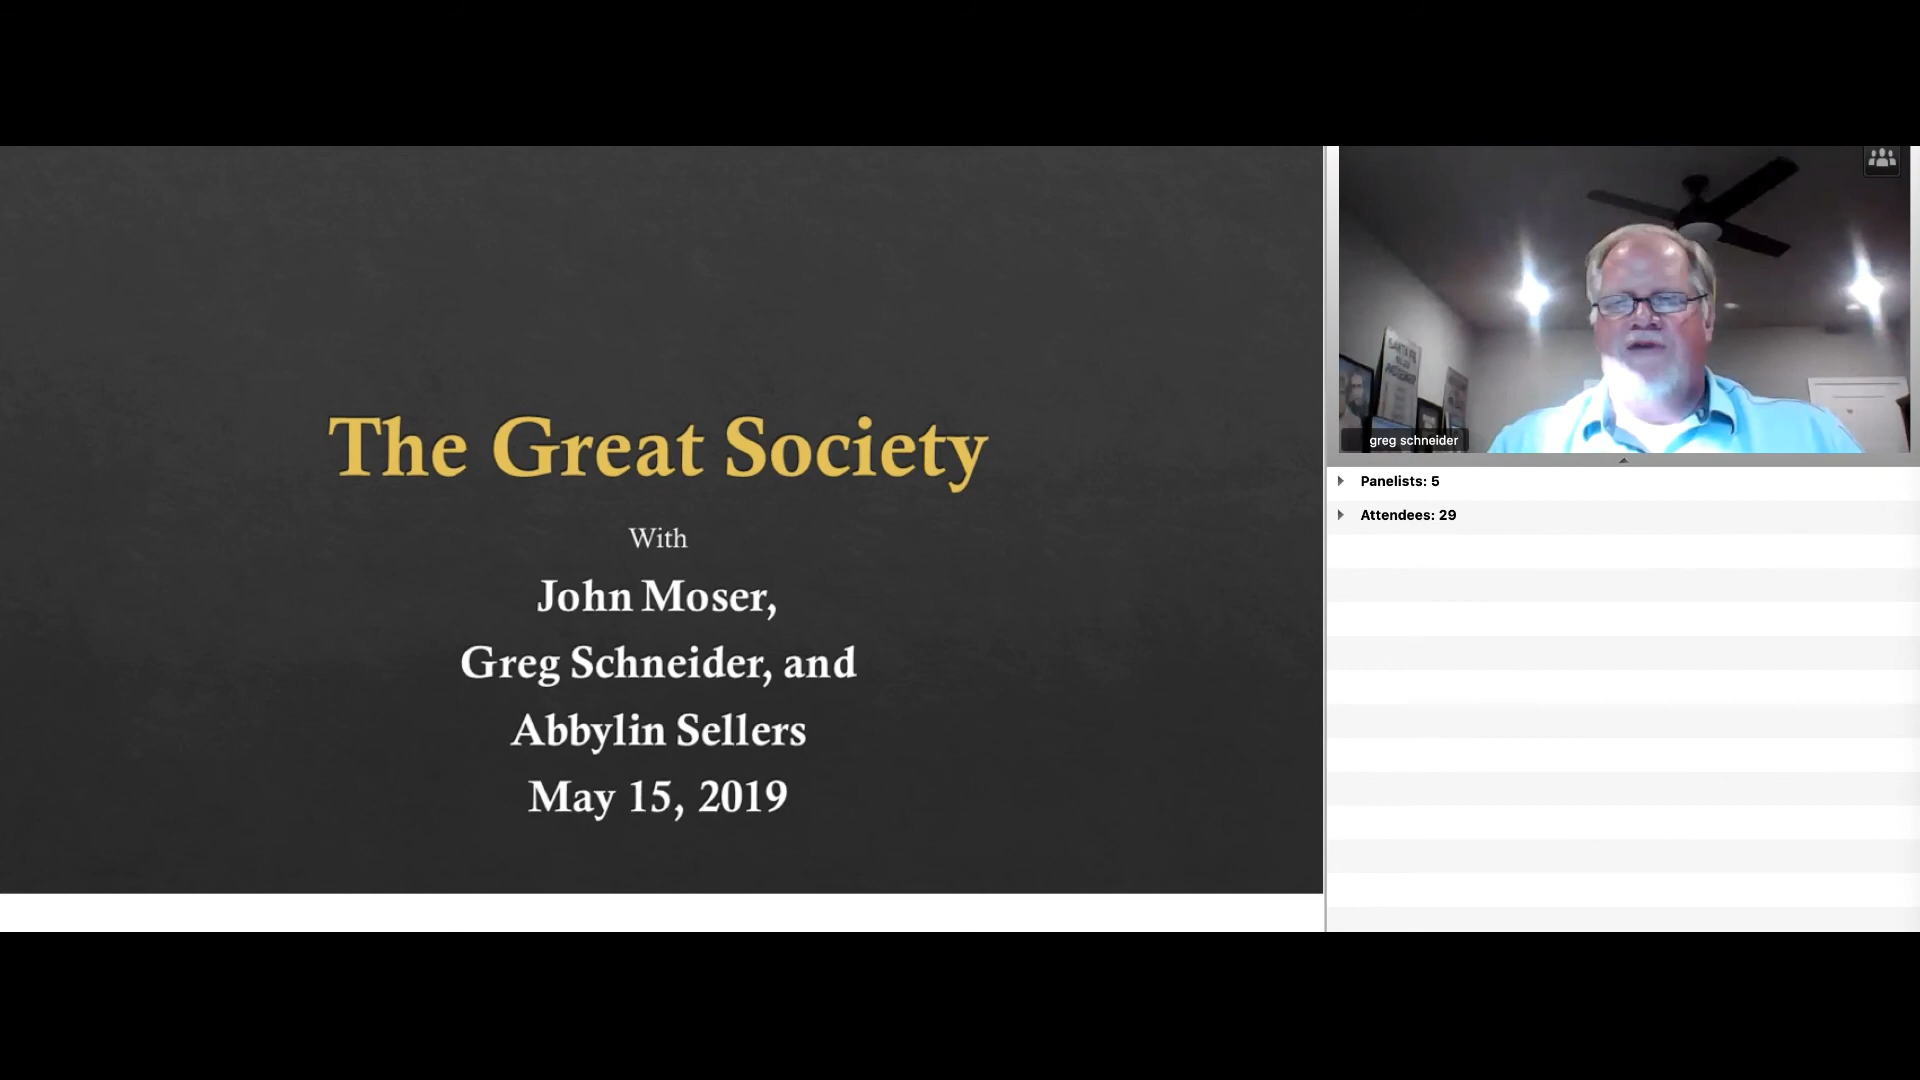 The Great Society
With
John Moser,
Greg Schneider, and
Abbylin Sellers
May 15, 2019
greg schneider
Panelists: 5
Attendees: 29